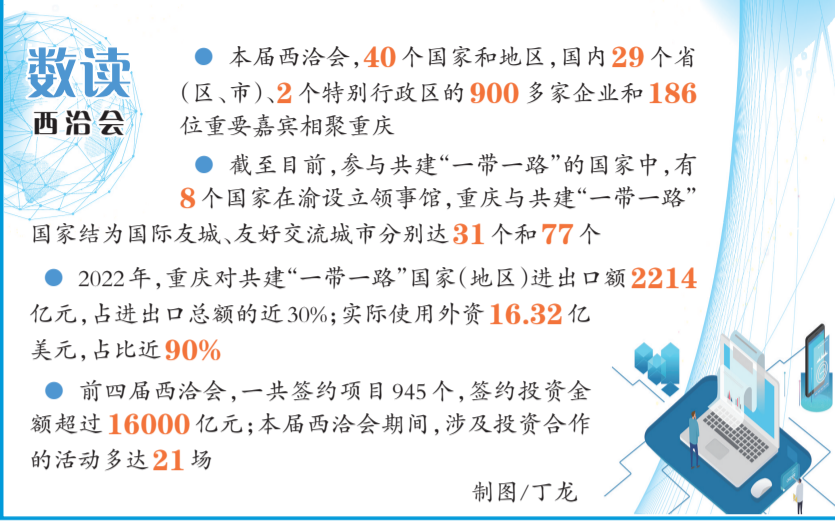 数读
西洽会
● 本届西洽会，40个国家和地区，国内29个省
（区、市）、2个特别行政区的900多家企业和186
位重要嘉宾相聚重庆
● 截至目前，参与共建“一带一路”的国家中，有
8个国家在渝设立领事馆，重庆与共建“一带一路”
国家结为国际友城、友好交流城市分别达31个和77个
● 2022年，重庆对共建“一带一路”国家（地区）进出口额2214
亿元，占进出口总额的近30%；实际使用外资16.32亿
美元，占比近90%
● 前四届西洽会，一共签约项目945个，签约投资金
额超过16000亿元；本届西洽会期间，涉及投资合作
的活动多达21场
制图/丁龙